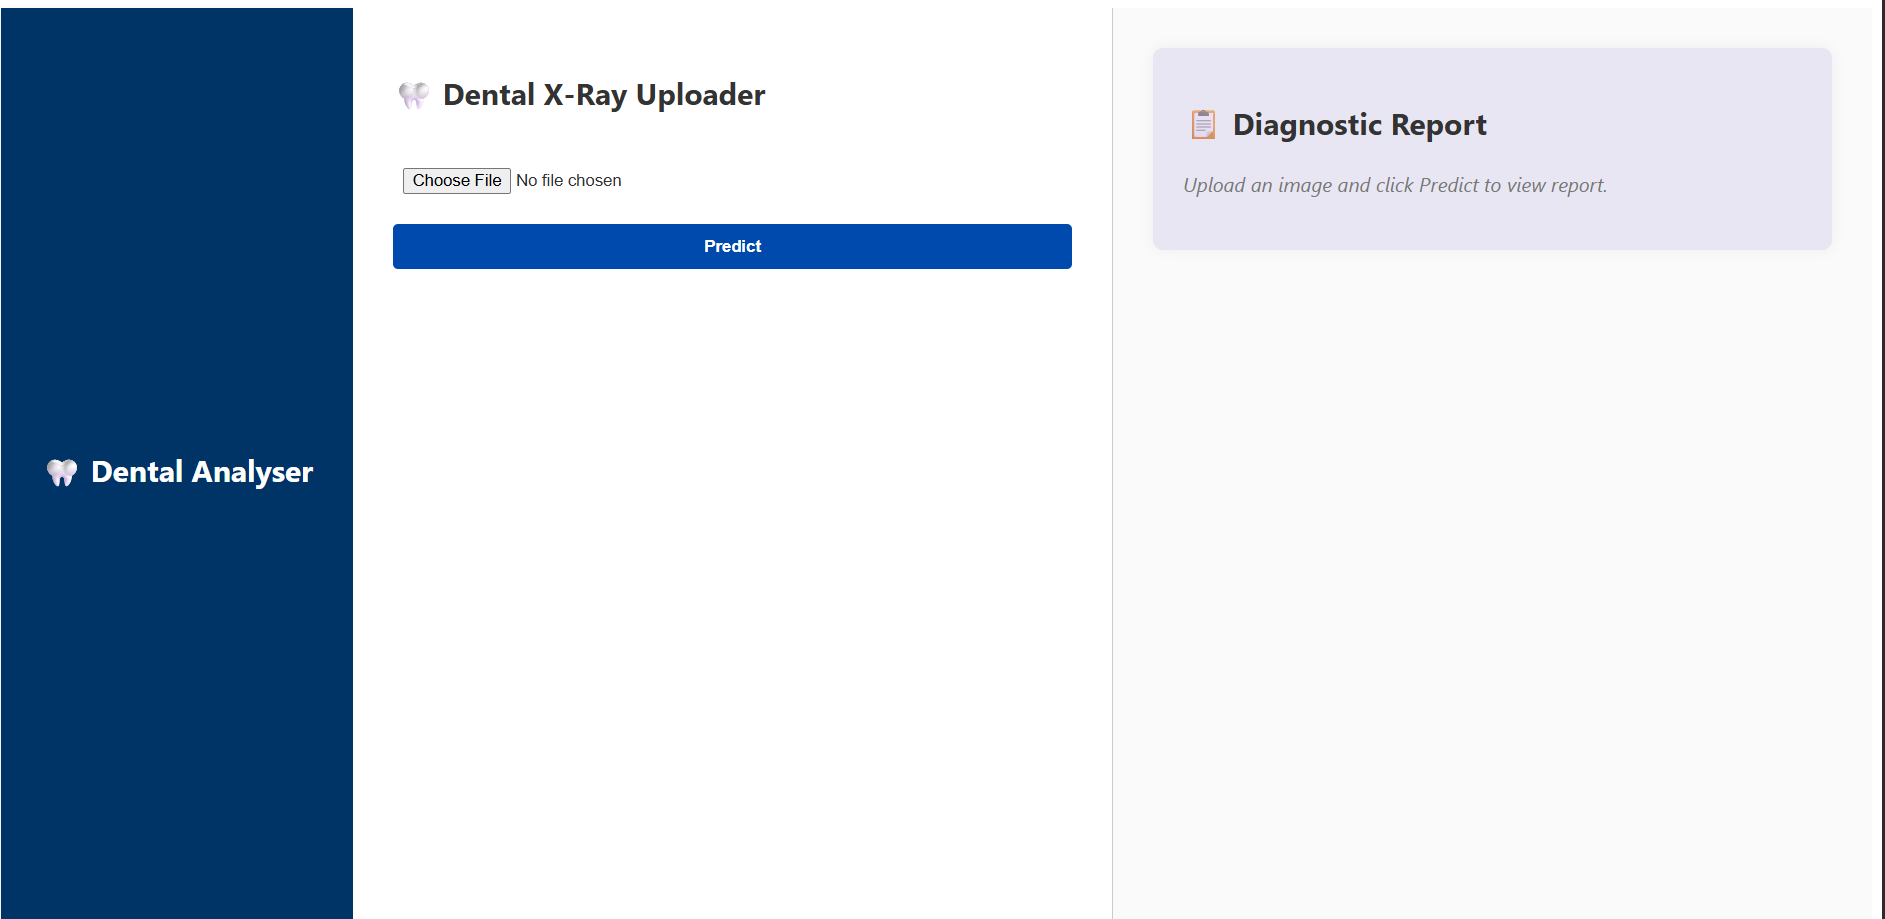 Dental Analyser
Dental X-Ray Uploader
Choose File No file chosen
Predict
Diagnostic Report
Upload an image and click Predict to view report.